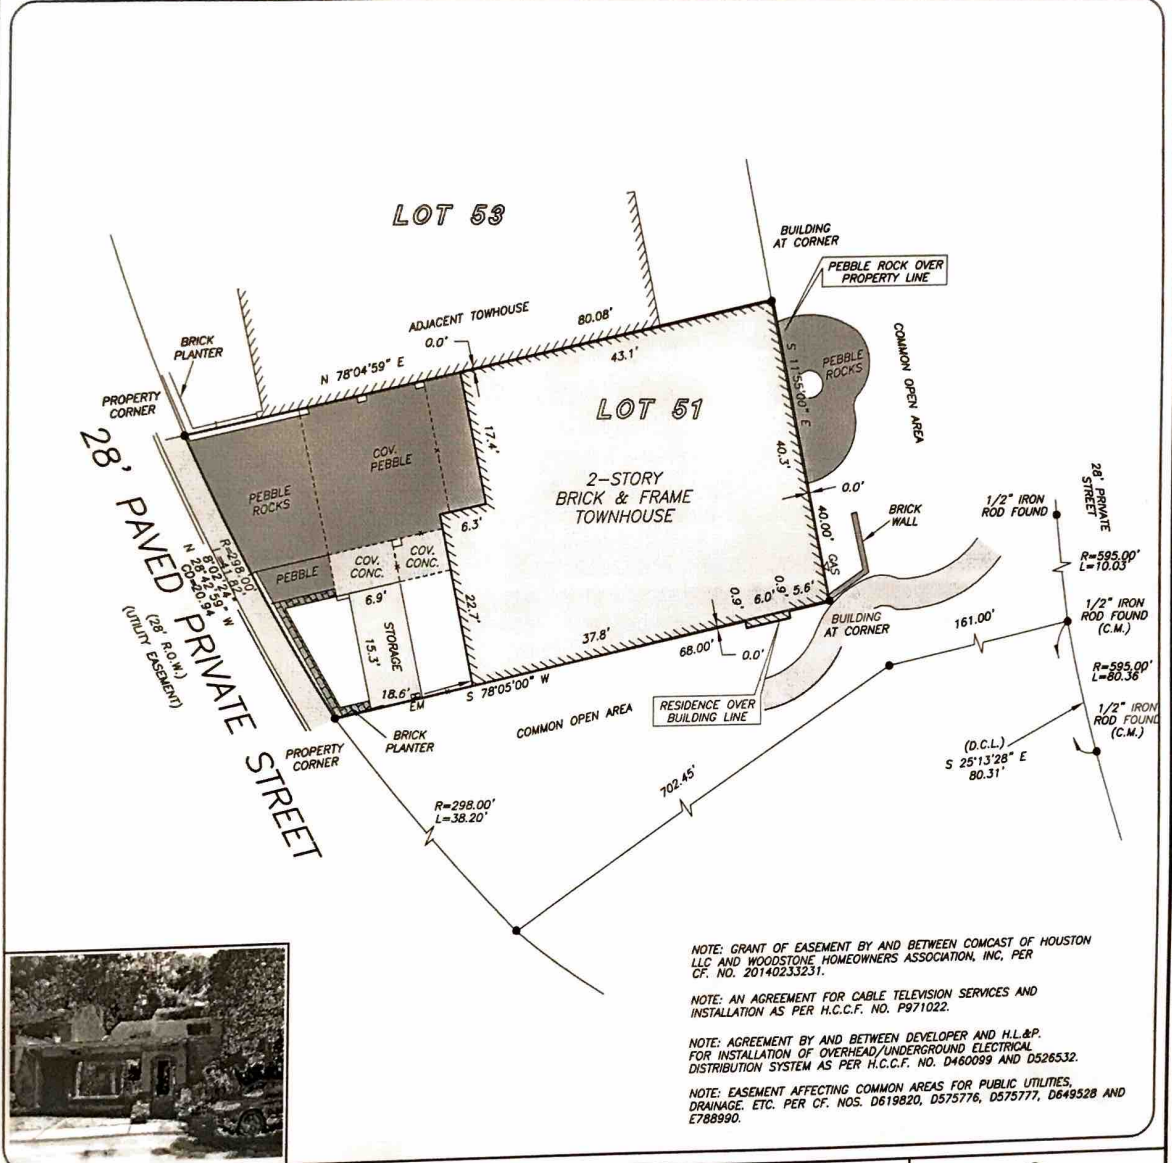 LOT 53
BUILDING
AT CORNER
PEBBLE ROCK OVER
PROPERTY LINE
ADJACENT TOWHOUSE
0.0'
80.08'
43.1'
BRICK
PLANTER
N 78°04'59" E
PROPERTY
CORNER
S 11°55'00" E
PEBBLE
ROCKS
COMMON OPEN AREA
LOT 51
28' PAVED PRIVATE STREET
(28' R.O.W.)
(UTILITY EASEMENT)
17.4'
COV.
PEBBLE
PEBBLE
ROCKS
40.3'
2-STORY
BRICK & FRAME
TOWNHOUSE
0.0'
40.00'
BRICK
WALL
GAS
28' PRIVATE
STREET
1/2" IRON
ROD FOUND
6.3'
R=298.00'
8°02'24"
N 28°42'59" W
PEBBLE
COV.
CONC.
COV.
CONC.
R=595.00'
L=10.03'
6.9'
22.7'
STORAGE
15.3'
0.9'
6.0'
0.9'
5.6'
BUILDING
AT CORNER
161.00'
1/2" IRON
ROD FOUND
(C.M.)
37.8'
68.00'
0.0'
18.6'
EM
S 78°05'00" W
R=595.00'
L=80.36'
RESIDENCE OVER
BUILDING LINE
COMMON OPEN AREA
1/2" IRON
ROD FOUND
(C.M.)
BRICK
PLANTER
PROPERTY
CORNER
(D.C.L.)
S 25°13'28" E
80.31'
702.45'
R=298.00'
L=38.20'
NOTE: GRANT OF EASEMENT BY AND BETWEEN COMCAST OF HOUSTON
LLC AND WOODSTONE HOMEOWNERS ASSOCIATION, INC, PER
CF. NO. 20140233231.
NOTE: AN AGREEMENT FOR CABLE TELEVISION SERVICES AND
INSTALLATION AS PER H.C.C.F. NO. P971022.
NOTE: AGREEMENT BY AND BETWEEN DEVELOPER AND H.L.&P.
FOR INSTALLATION OF OVERHEAD/UNDERGROUND ELECTRICAL
DISTRIBUTION SYSTEM AS PER H.C.C.F. NO. D460099 AND D526532.
NOTE: EASEMENT AFFECTING COMMON AREAS FOR PUBLIC UTILITIES,
DRAINAGE. ETC. PER CF. NOS. D619820, D575776, D575777, D649528 AND
E788990.